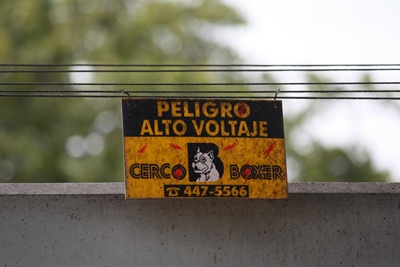 PELIGRO
ALTO VOLTAJE
CERCO BOXER
447-5566